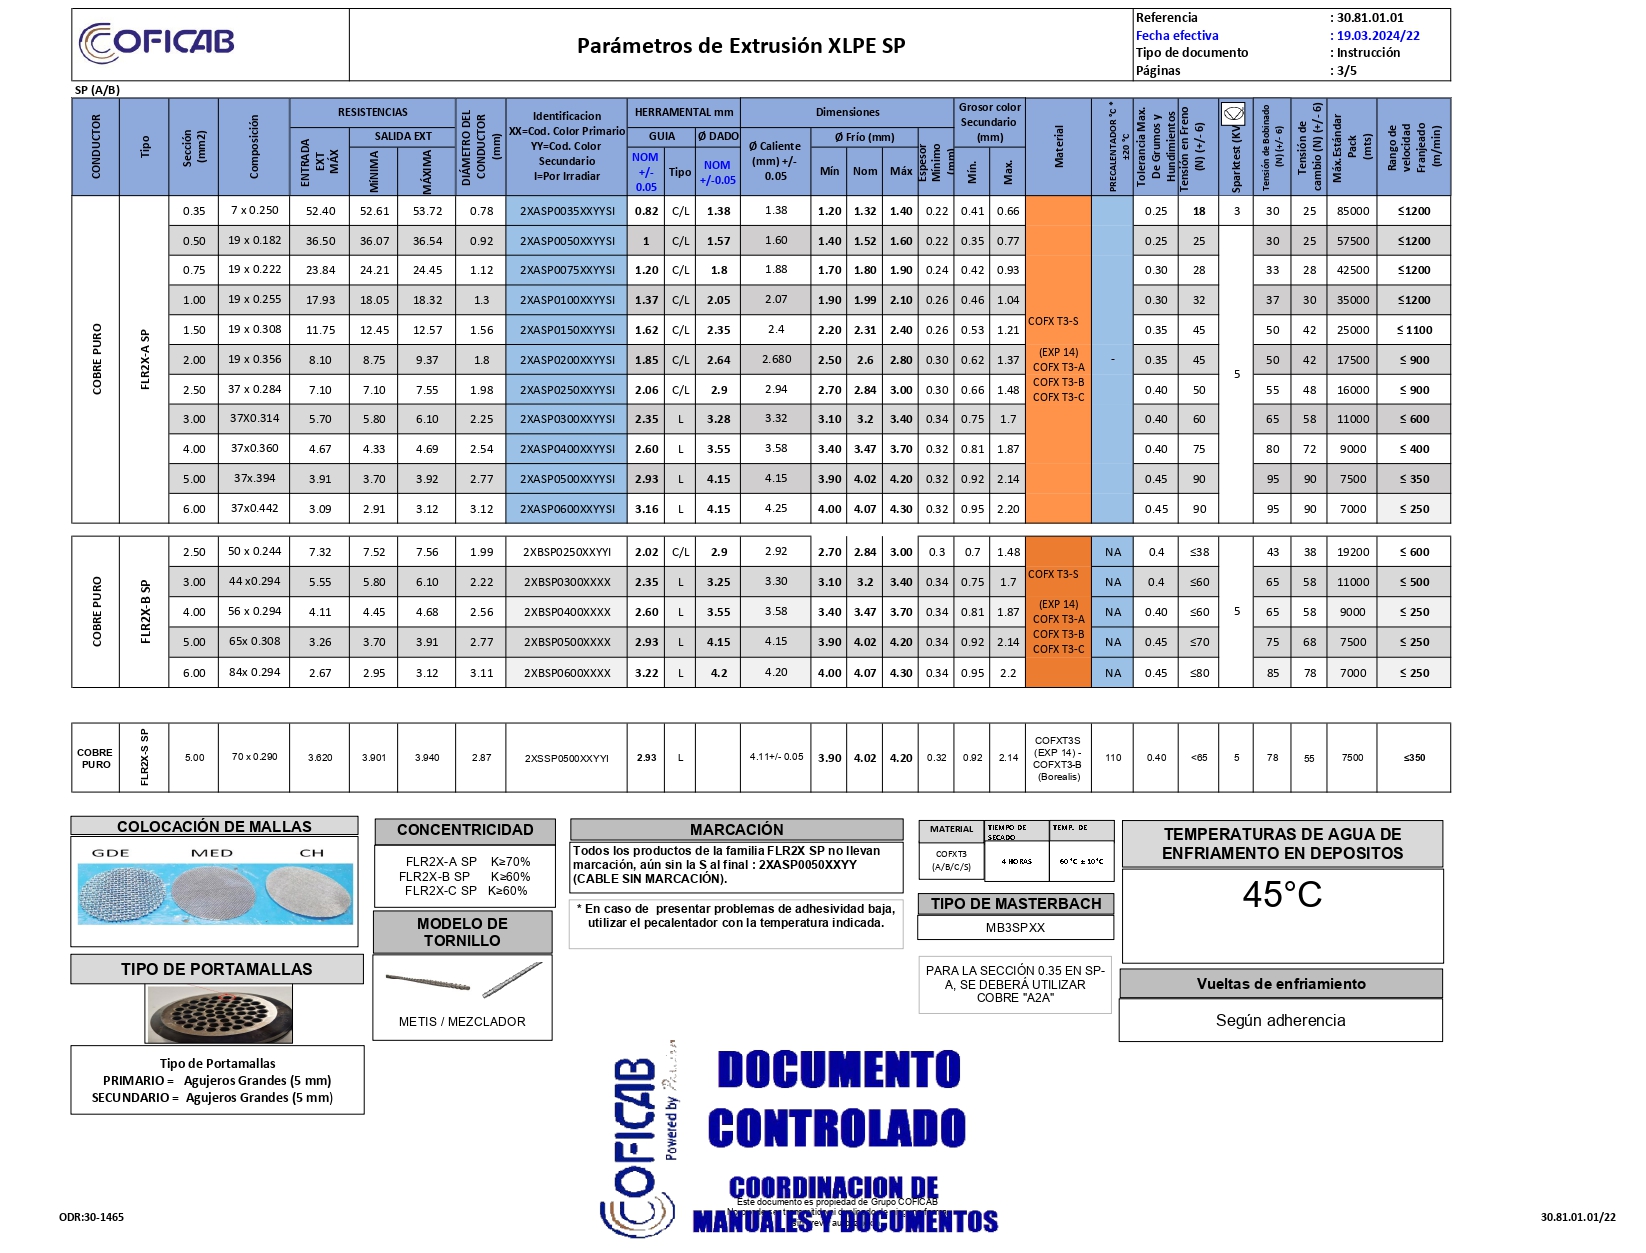 COFICAB
Parámetros de Extrusión XLPE SP
Referencia : 30.81.01.01
Fecha efectiva : 19.03.2024/22
Tipo de documento : Instrucción
Páginas : 3/5
SP (A/B)
CONDUCTOR Tipo Sección (mm2) Composición RESISTENCIAS ENTRADA EXT MÁX SALIDA EXT MíNIMA MÁXIMA DIÁMETRO DEL CONDUCTOR (mm) Identificacion XX=Cod. Color Primario YY=Cod. Color Secundario I=Por Irradiar HERRAMENTAL mm GUIA NOM +/- 0.05 Tipo Ø DADO NOM +/-0.05 Dimensiones Ø Caliente (mm) +/- 0.05 Ø Frío (mm) Mín Nom Máx Espesor Minimo (mm) Grosor color Secundario (mm) Mín. Max. Material PRECALENTADOR °C * ±20 °C Tolerancia Max. De Grumos y Hundimientos Tensión en Freno (N) (+/- 6) Sparktest (KV) Tensión de Bobinado (N) (+/- 6) Tensión de cambio (N) (+/- 6) Máx.Estándar Pack (mts) Rango de velocidad Franjeado (m/min)
COBRE PURO FLR2X-A SP
0.35 7 x 0.250 52.40 52.61 53.72 0.78 2XASP0035XXYYSI 0.82 C/L 1.38 1.38 1.20 1.32 1.40 0.22 0.41 0.66 0.25 18 3 30 25 85000 ≤1200
0.50 19 x 0.182 36.50 36.07 36.54 0.92 2XASP0050XXYYSI 1 C/L 1.57 1.60 1.40 1.52 1.60 0.22 0.35 0.77 0.25 25 30 25 57500 ≤1200
0.75 19 x 0.222 23.84 24.21 24.45 1.12 2XASP0075XXYYSI 1.20 C/L 1.8 1.88 1.70 1.80 1.90 0.24 0.42 0.93 0.30 28 33 28 42500 ≤1200
1.00 19 x 0.255 17.93 18.05 18.32 1.3 2XASP0100XXYYSI 1.37 C/L 2.05 2.07 1.90 1.99 2.10 0.26 0.46 1.04 0.30 32 37 30 35000 ≤1200
1.50 19 x 0.308 11.75 12.45 12.57 1.56 2XASP0150XXYYSI 1.62 C/L 2.35 2.4 2.20 2.31 2.40 0.26 0.53 1.21 0.35 45 50 42 25000 ≤ 1100
2.00 19 x 0.356 8.10 8.75 9.37 1.8 2XASP0200XXYYSI 1.85 C/L 2.64 2.680 2.50 2.6 2.80 0.30 0.62 1.37 - 0.35 45 50 42 17500 ≤ 900
2.50 37 x 0.284 7.10 7.10 7.55 1.98 2XASP0250XXYYSI 2.06 C/L 2.9 2.94 2.70 2.84 3.00 0.30 0.66 1.48 0.40 50 5 55 48 16000 ≤ 900
3.00 37X0.314 5.70 5.80 6.10 2.25 2XASP0300XXYYSI 2.35 L 3.28 3.32 3.10 3.2 3.40 0.34 0.75 1.7 0.40 60 65 58 11000 ≤ 600
4.00 37x0.360 4.67 4.33 4.69 2.54 2XASP0400XXYYSI 2.60 L 3.55 3.58 3.40 3.47 3.70 0.32 0.81 1.87 0.40 75 80 72 9000 ≤ 400
5.00 37x.394 3.91 3.70 3.92 2.77 2XASP0500XXYYSI 2.93 L 4.15 4.15 3.90 4.02 4.20 0.32 0.92 2.14 0.45 90 95 90 7500 ≤ 350
6.00 37x0.442 3.09 2.91 3.12 3.12 2XASP0600XXYYSI 3.16 L 4.15 4.25 4.00 4.07 4.30 0.32 0.95 2.20 0.45 90 95 90 7000 ≤ 250
COFX T3-S
(EXP 14)
COFX T3-A
COFX T3-B
COFX T3-C
COBRE PURO FLR2X-B SP
2.50 50 x 0.244 7.32 7.52 7.56 1.99 2XBSP0250XXYYI 2.02 C/L 2.9 2.92 2.70 2.84 3.00 0.3 0.7 1.48 NA 0.4 ≤38 43 38 19200 ≤ 600
3.00 44 x0.294 5.55 5.80 6.10 2.22 2XBSP0300XXXX 2.35 L 3.25 3.30 3.10 3.2 3.40 0.34 0.75 1.7 NA 0.4 ≤60 65 58 11000 ≤ 500
4.00 56 x 0.294 4.11 4.45 4.68 2.56 2XBSP0400XXXX 2.60 L 3.55 3.58 3.40 3.47 3.70 0.34 0.81 1.87 NA 0.40 ≤60 5 65 58 9000 ≤ 250
5.00 65x 0.308 3.26 3.70 3.91 2.77 2XBSP0500XXXX 2.93 L 4.15 4.15 3.90 4.02 4.20 0.34 0.92 2.14 NA 0.45 ≤70 75 68 7500 ≤ 250
6.00 84x 0.294 2.67 2.95 3.12 3.11 2XBSP0600XXXX 3.22 L 4.2 4.20 4.00 4.07 4.30 0.34 0.95 2.2 NA 0.45 ≤80 85 78 7000 ≤ 250
COFX T3-S
(EXP 14)
COFX T3-A
COFX T3-B
COFX T3-C
COBRE PURO FLR2X-S SP 5.00 70 x 0.290 3.620 3.901 3.940 2.87 2XSSP0500XXYYI 2.93 L 4.11+/- 0.05 3.90 4.02 4.20 0.32 0.92 2.14 COFXT3S (EXP 14) - COFXT3-B (Borealis) 110 0.40 <65 5 78 55 7500 ≤350
COLOCACIÓN DE MALLAS
GDE MED CH
TIPO DE PORTAMALLAS
Tipo de Portamallas
PRIMARIO = Agujeros Grandes (5 mm)
SECUNDARIO = Agujeros Grandes (5 mm)
CONCENTRICIDAD
FLR2X-A SP K≥70%
FLR2X-B SP K≥60%
FLR2X-C SP K≥60%
MODELO DE
TORNILLO
METIS / MEZCLADOR
MARCACIÓN
Todos los productos de la familia FLR2X SP no llevan
marcación, aún sin la S al final : 2XASP0050XXYY
(CABLE SIN MARCACIÓN).
* En caso de presentar problemas de adhesividad baja,
utilizar el pecalentador con la temperatura indicada.
MATERIAL TIEMPO DE SECADO TEMP. DE
COFXT3 (A/B/C/S) 4 HORAS 60°C ± 10°C
TIPO DE MASTERBACH
MB3SPXX
PARA LA SECCIÓN 0.35 EN SP-
A, SE DEBERÁ UTILIZAR
COBRE "A2A"
TEMPERATURAS DE AGUA DE
ENFRIAMIENTO EN DEPOSITOS
45°C
Vueltas de enfriamiento
Según adherencia
COFICAB
Powered by
DOCUMENTO
CONTROLADO
COORDINACION DE
MANUALES Y DOCUMENTOS
Este documento es propiedad de Grupo COFICAB
ODR:30-1465
30.81.01.01/22